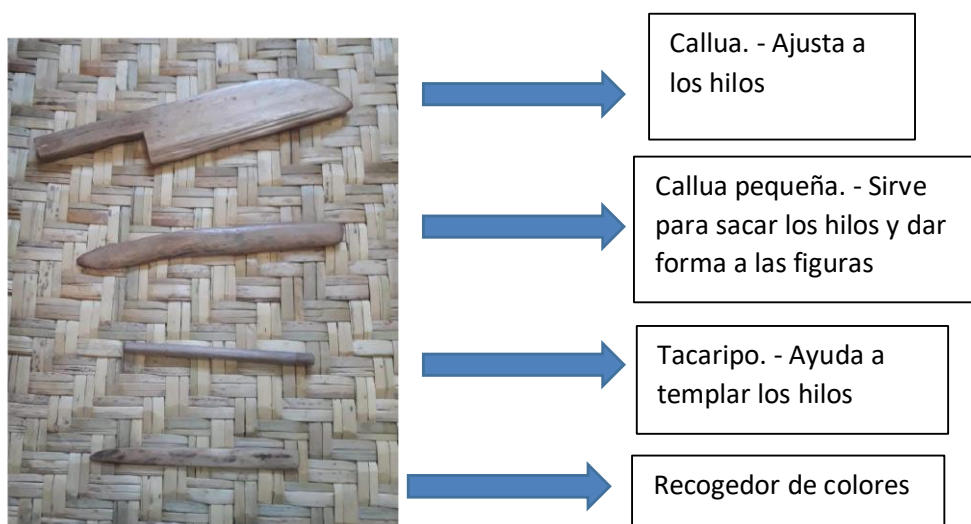 Callua. - Ajusta a
los hilos
Callua pequeña. - Sirve
para sacar los hilos y dar
forma a las figuras
Tacaripo. - Ayuda a
templar los hilos
Recogedor de colores